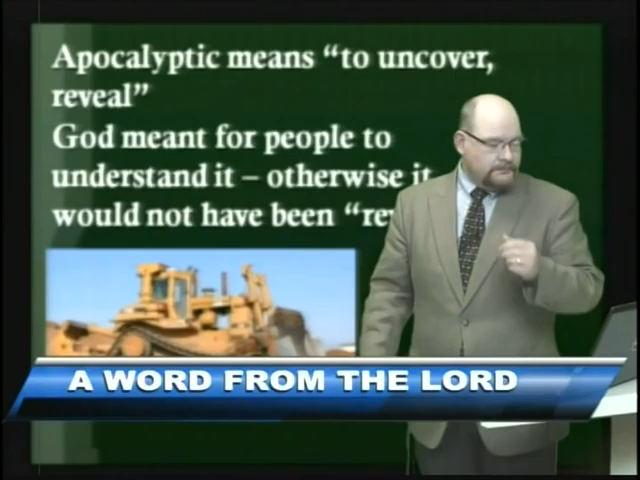 Apocalyptic means “to uncover,
reveal”
God meant for people to
understand it – otherwise it
would not have been “re
A WORD FROM THE LORD